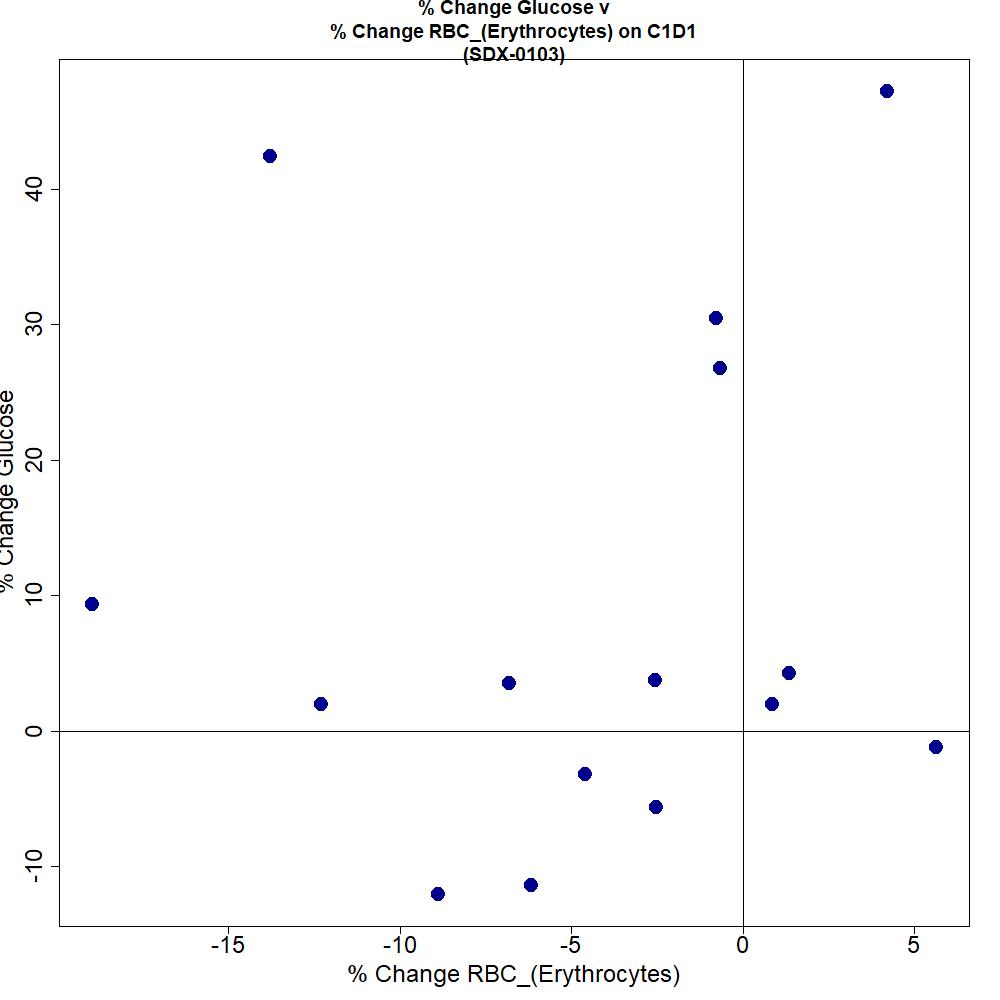 % Change Glucose v
% Change RBC_(Erythrocytes) on C1D1
(SDX-0103)
% Change Glucose
40
30
20
10
0
-10
-15
-10
-5
0
5
% Change RBC_(Erythrocytes)